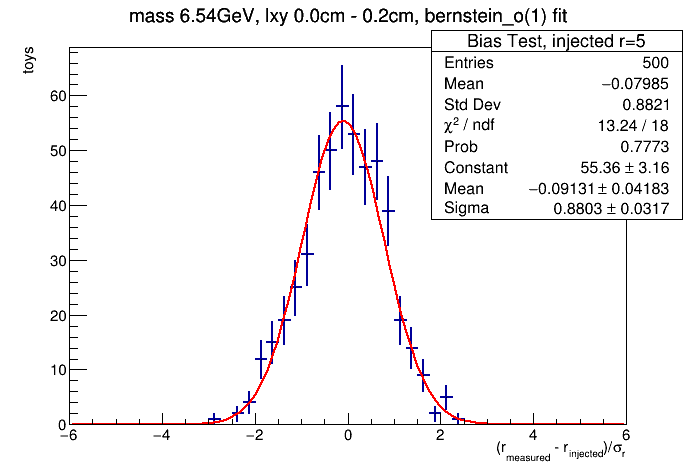 mass 6.54GeV, lxy 0.0cm - 0.2cm, bernstein_o(1) fit
toys
Bias Test, injected r=5
Entries 500
Mean −0.07985
Std Dev 0.8821
χ² / ndf 13.24 / 18
Prob 0.7773
Constant 55.36 ± 3.16
Mean −0.09131 ± 0.04183
Sigma 0.8803 ± 0.0317
60
50
40
30
20
10
0
−6 −4 −2 0 2 4 6
(r_measured - r_injected)/σ_r